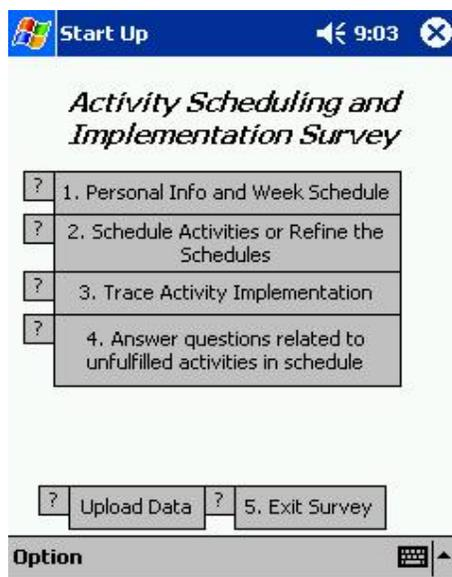 Start Up 9:03
Activity Scheduling and
Implementation Survey
? 1. Personal Info and Week Schedule
? 2. Schedule Activities or Refine the
Schedules
? 3. Trace Activity Implementation
? 4. Answer questions related to
unfulfilled activities in schedule
? Upload Data ? 5. Exit Survey
Option